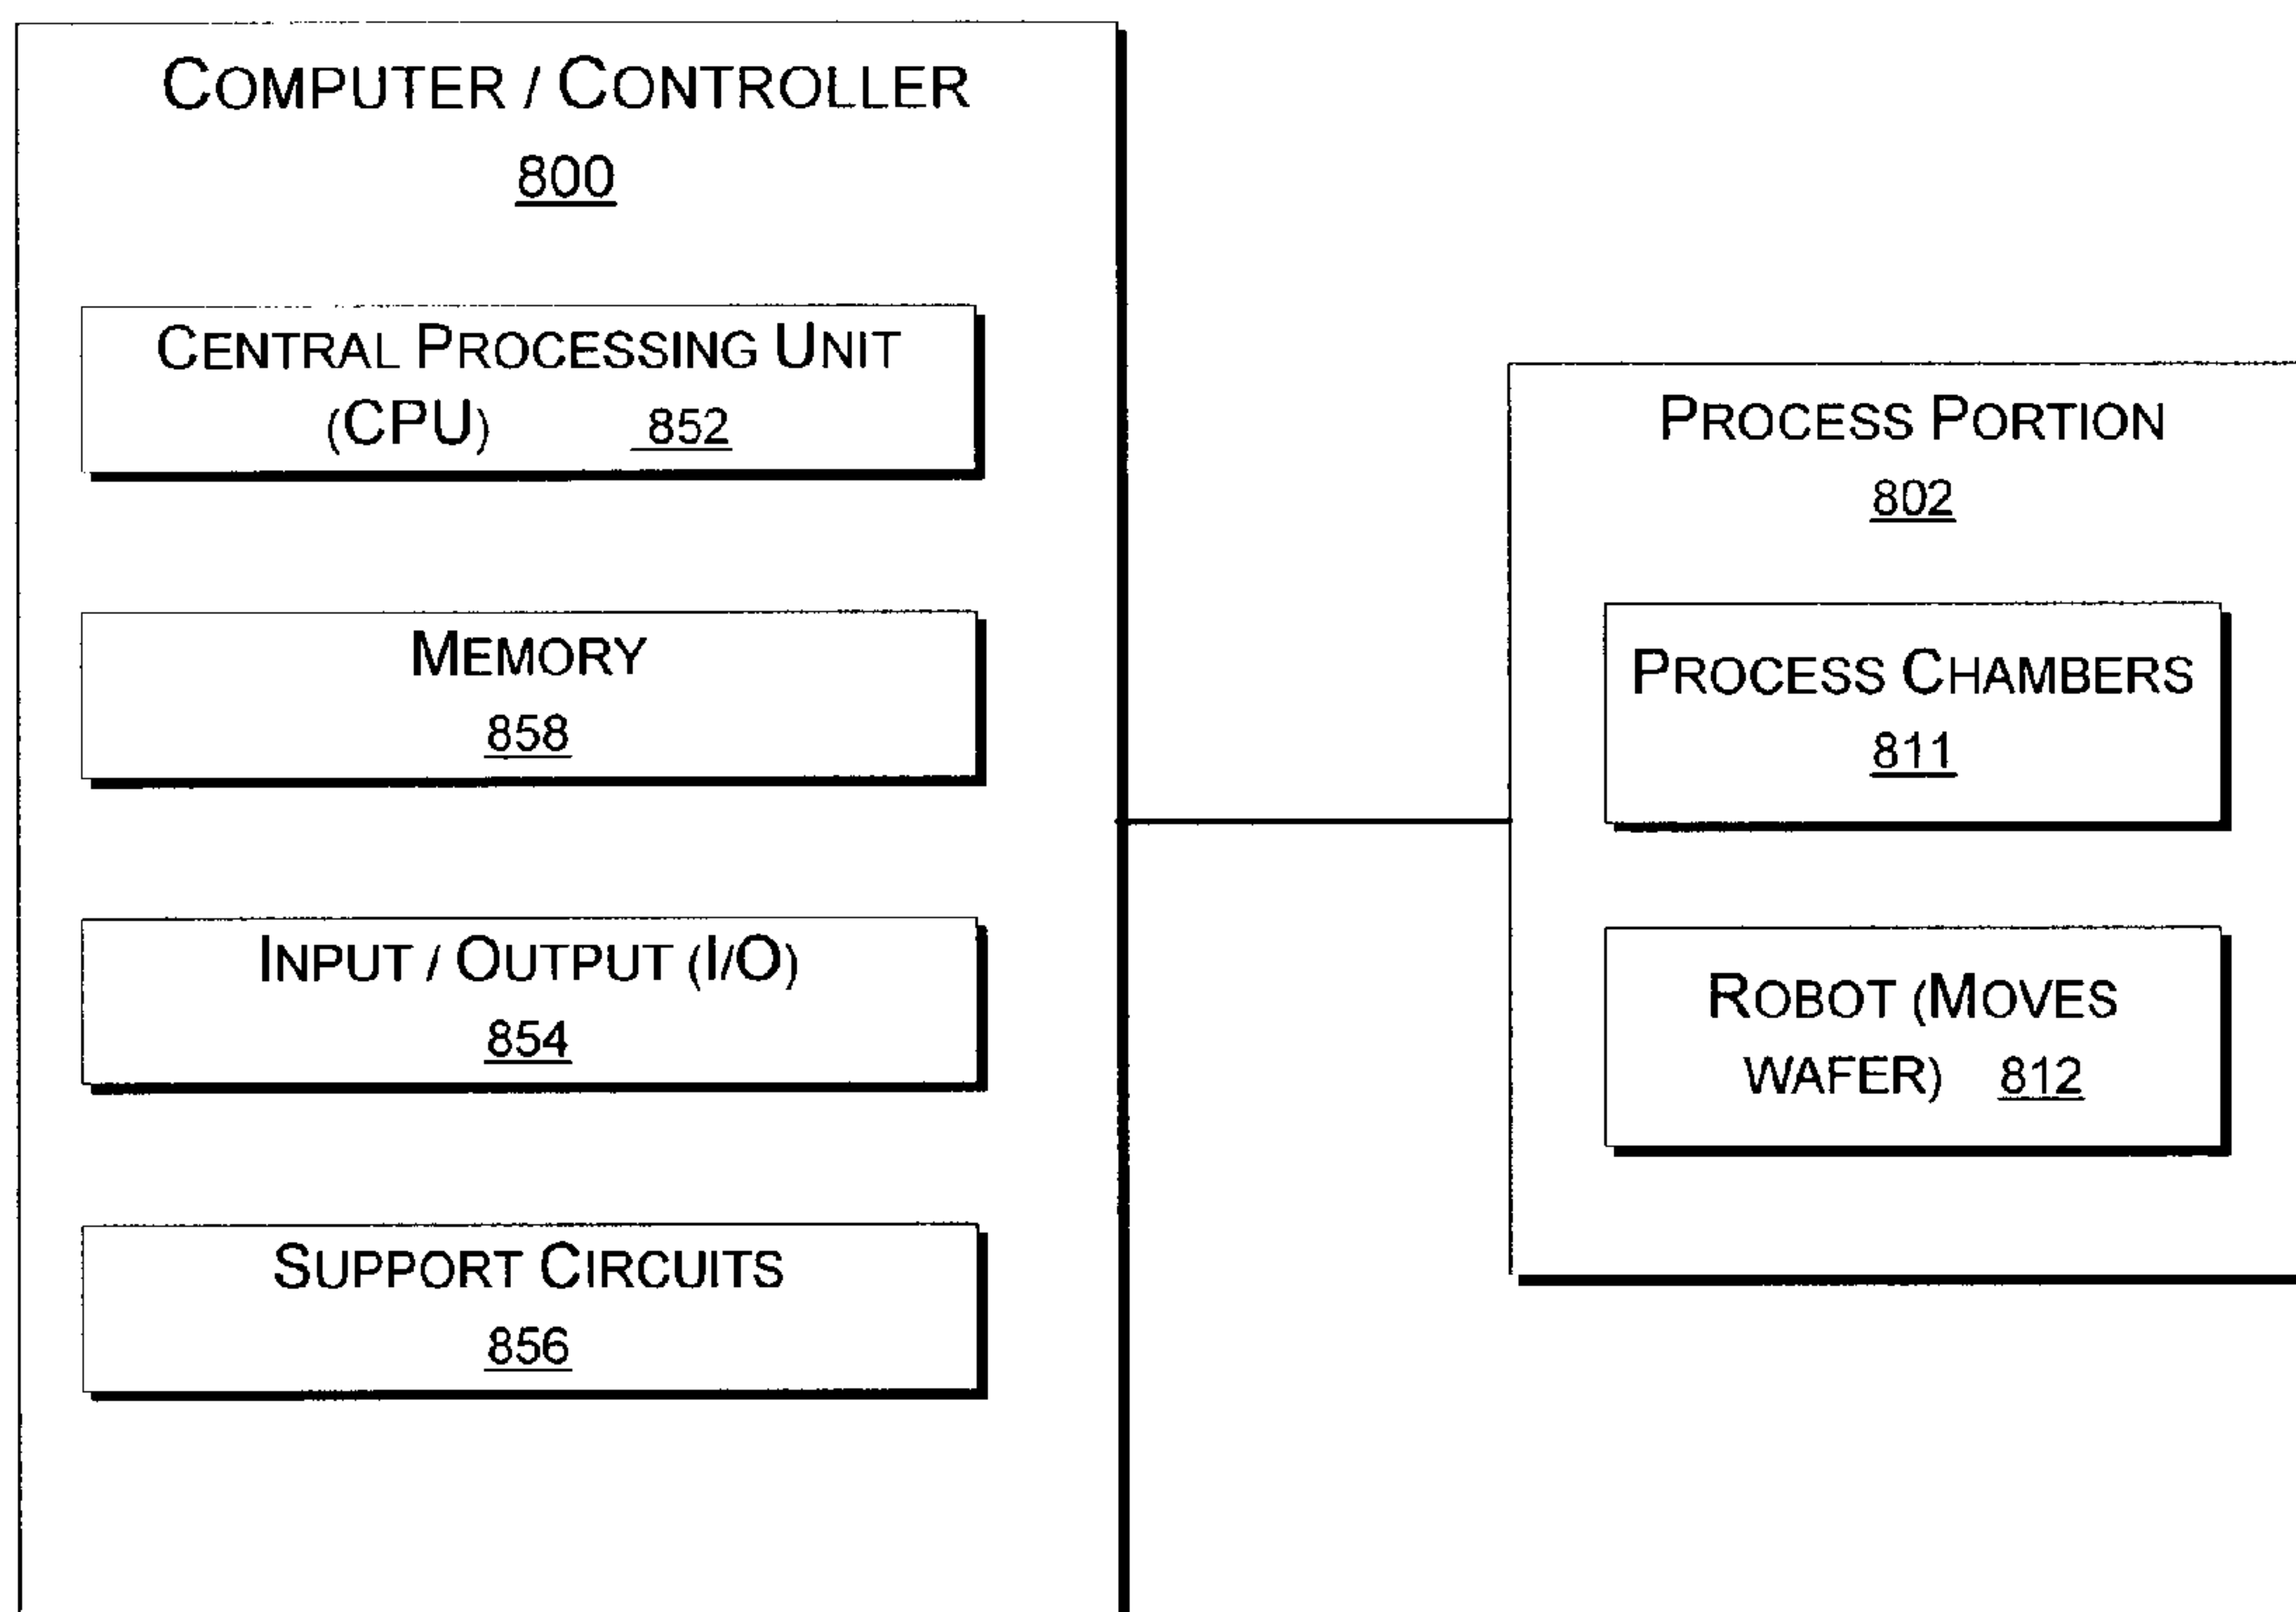 COMPUTER / CONTROLLER
800
CENTRAL PROCESSING UNIT
(CPU) 852
MEMORY
858
INPUT / OUTPUT (I/O)
854
SUPPORT CIRCUITS
856
PROCESS PORTION
802
PROCESS CHAMBERS
811
ROBOT (MOVES
WAFER) 812